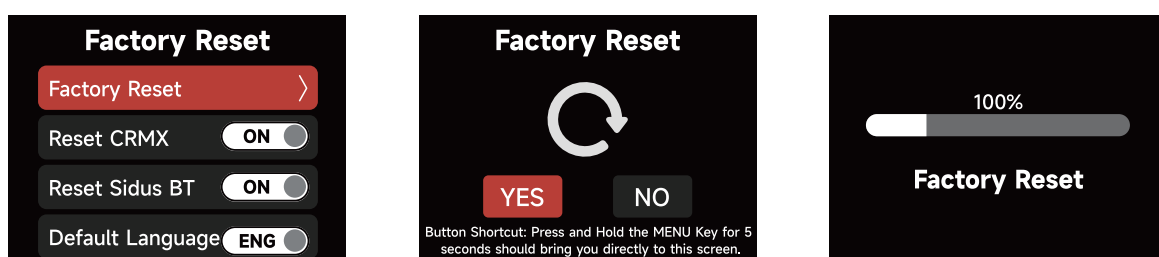 Factory Reset
Factory Reset
Reset CRMX ON
Reset Sidus BT ON
Default Language ENG
Factory Reset
YES NO
Button Shortcut: Press and Hold the MENU Key for 5
seconds should bring you directly to this screen.
100%
Factory Reset